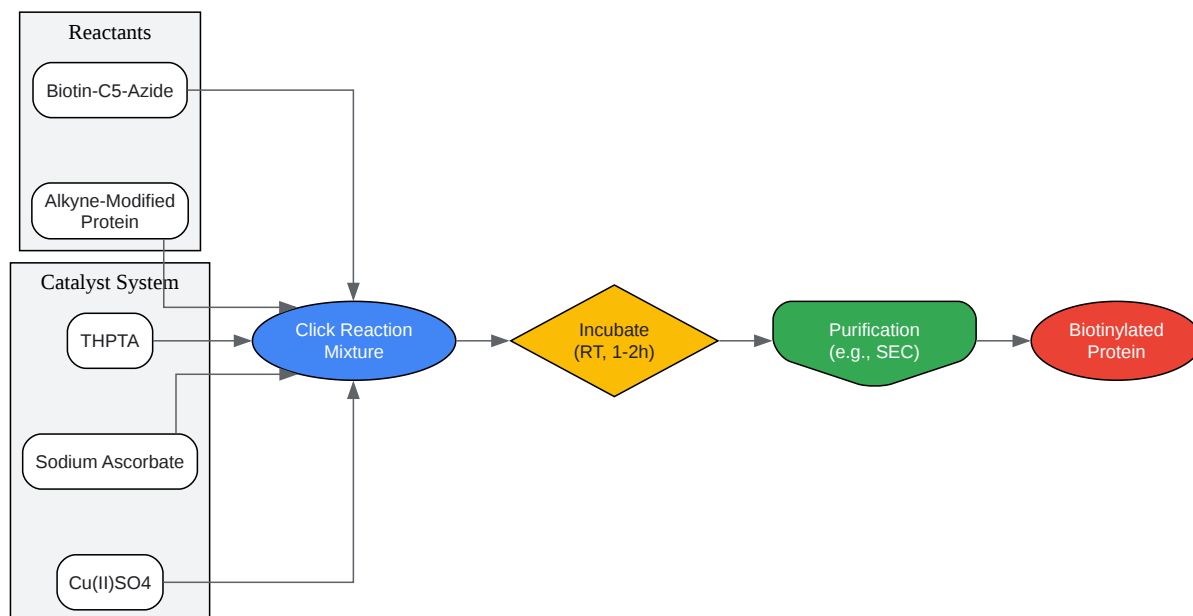 Reactants
Biotin-C5-Azide
Alkyne-Modified
Protein
Catalyst System
THPTA
Sodium Ascorbate
Cu(II)SO4
Click Reaction
Mixture
Incubate
(RT, 1-2h)
Purification
(e.g., SEC)
Biotinylated
Protein